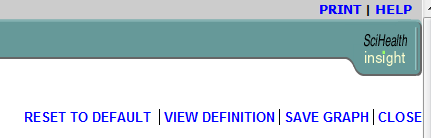 PRINT | HELP
SciHealth
insight
RESET TO DEFAULT | VIEW DEFINITION | SAVE GRAPH | CLOSE